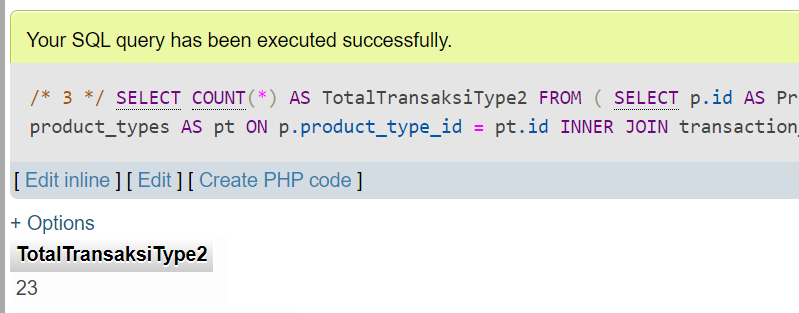 Your SQL query has been executed successfully.
/* 3 */ SELECT COUNT(*) AS TotalTransaksiType2 FROM ( SELECT p.id AS Pr
product_types AS pt ON p.product_type_id = pt.id INNER JOIN transaction_
[ Edit inline ] [ Edit ] [ Create PHP code ]
+ Options
TotalTransaksiType2
23